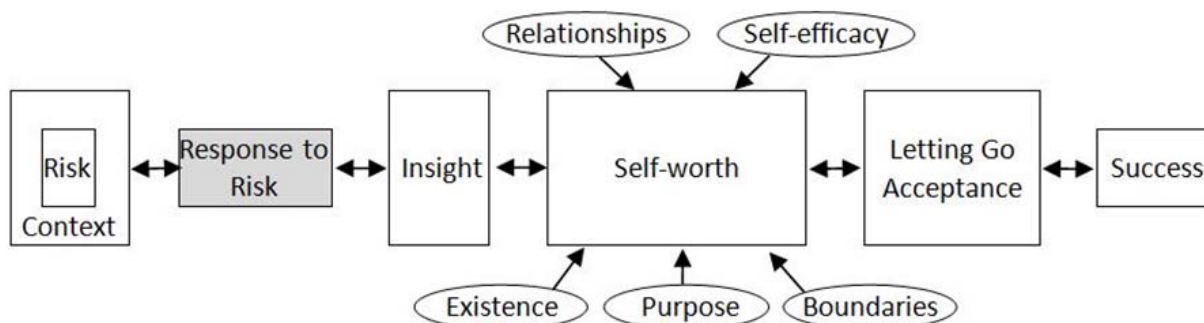 Relationships
Self-efficacy
Risk
Context
Response to
Risk
Insight
Self-worth
Letting Go
Acceptance
Success
Existence
Purpose
Boundaries